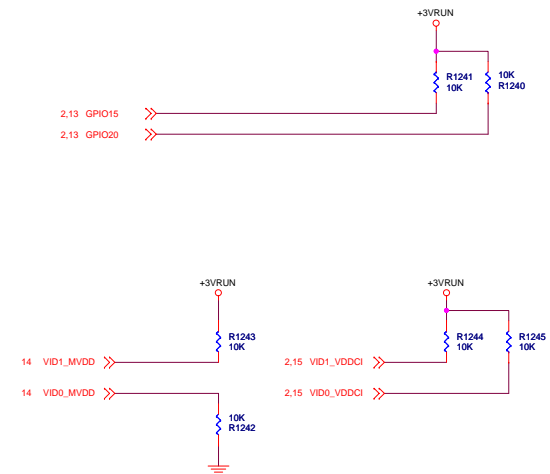 +3VRUN
R1241
10K
10K
R1240
2,13 GPIO15
2,13 GPIO20
+3VRUN
+3VRUN
R1243
10K
R1244
10K
R1245
10K
14 VID1_MVDD
2,15 VID1_VDDCI
14 VID0_MVDD
2,15 VID0_VDDCI
10K
R1242